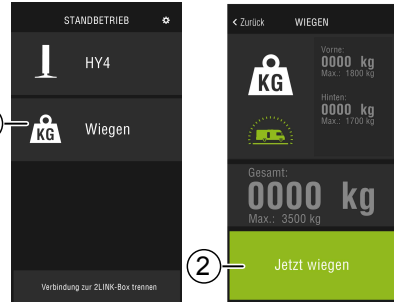 STANDBETRIEB
HY4
KG
Wiegen
Verbindung zur 2LINK-Box trennen
< Zurück WIEGEN
KG
Vorne:
0000 kg
Max.: 1800 kg
Hinten:
0000 kg
Max.: 1700 kg
Gesamt:
0000 kg
Max.: 3500 kg
2
Jetzt wiegen